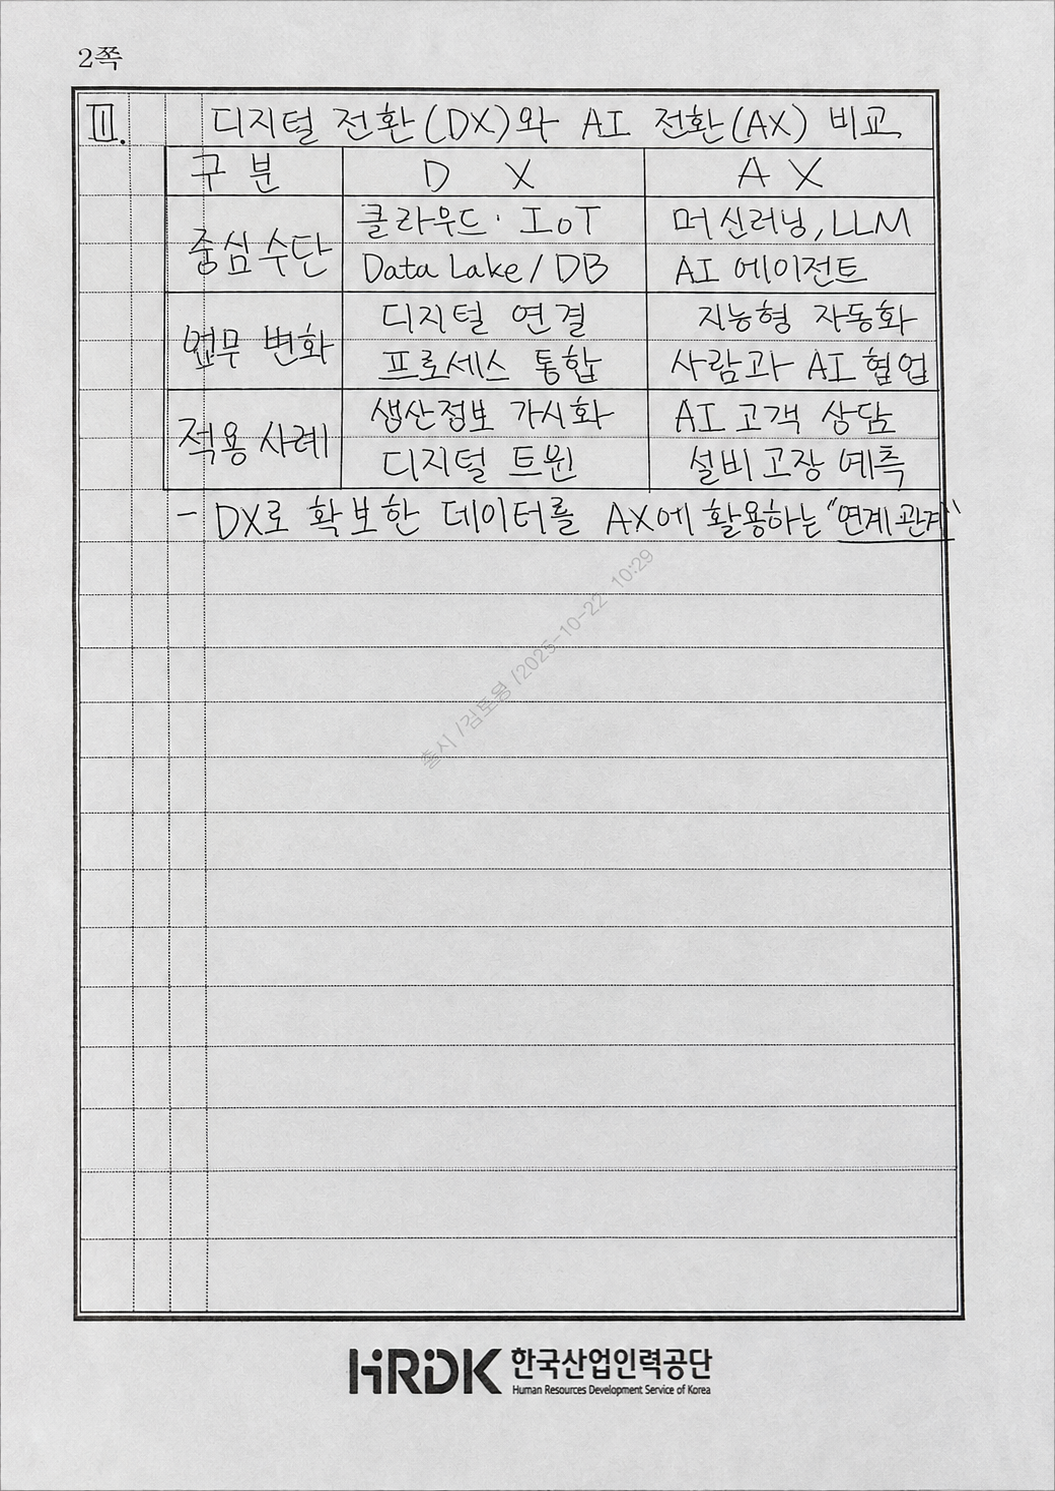 2쪽
Ⅱ. 디지털 전환(DX)와 AI 전환(AX) 비교
구분 DX AX
중심수단 클라우드·IoT 머신러닝, LLM
Data Lake/DB AI 에이전트
업무 변화 디지털 연결 지능형 자동화
프로세스 통합 사람과 AI 협업
적용사례 생산정보 가시화 AI 고객 상담
디지털 트윈 설비고장 예측
- DX로 확보한 데이터를 AX에 활용하는 "연계관계"
/2025-10-22 10:29
HRDK 한국산업인력공단
Human Resources Development Service of Korea